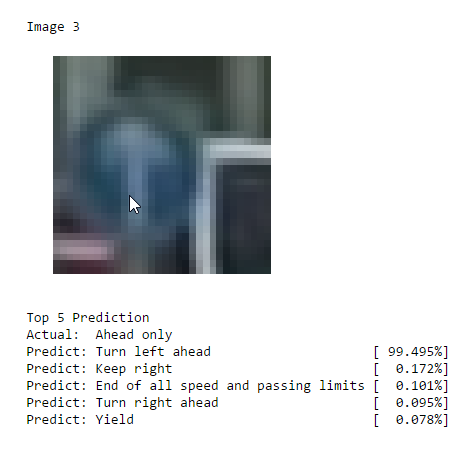 Image 3
Top 5 Prediction
Actual:  Ahead only
Predict: Turn left ahead                     [ 99.495%]
Predict: Keep right                          [  0.172%]
Predict: End of all speed and passing limits [  0.101%]
Predict: Turn right ahead                    [  0.095%]
Predict: Yield                               [  0.078%]